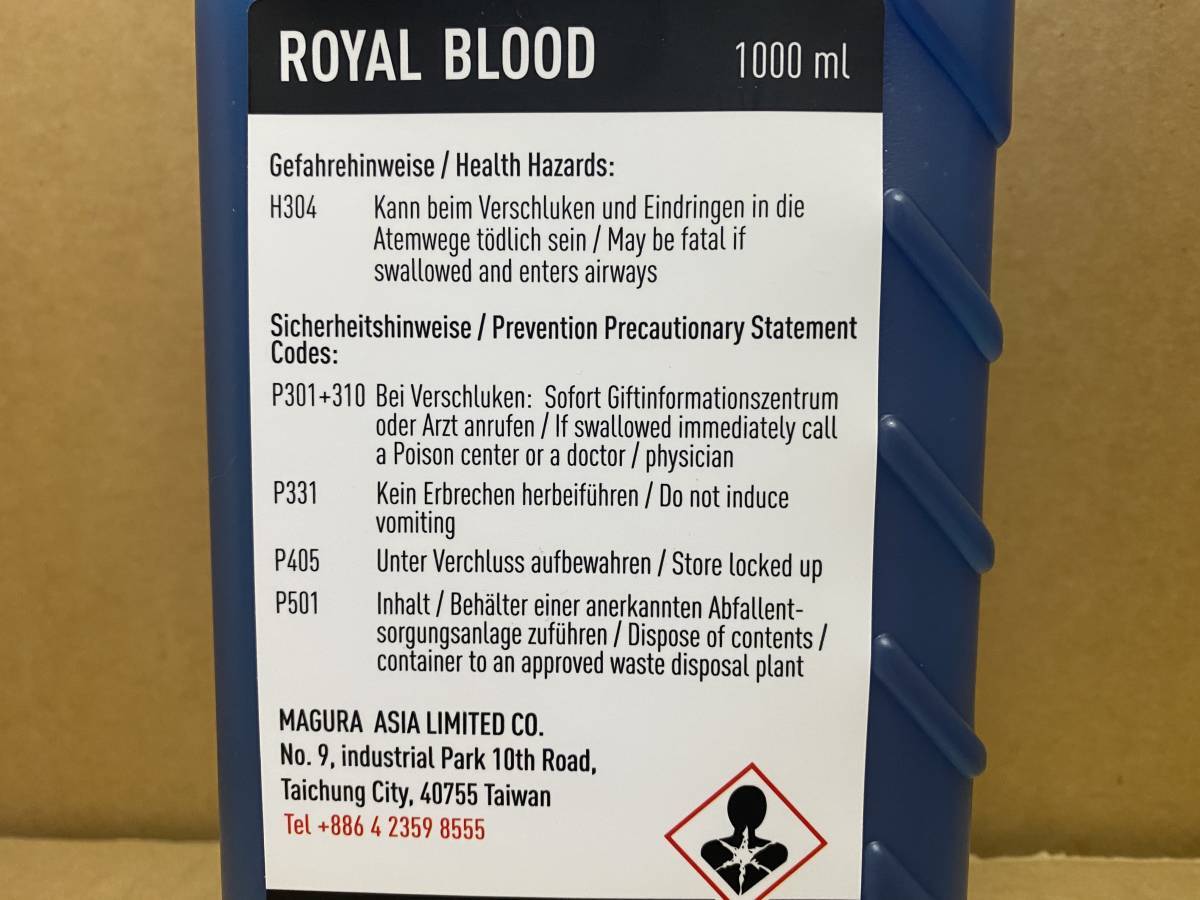 ROYAL BLOOD 1000 ml
Gefahrehinweise / Health Hazards:
H304 Kann beim Verschluken und Eindringen in die
Atemwege tödlich sein / May be fatal if
swallowed and enters airways
Sicherheitshinweise / Prevention Precautionary Statement
Codes:
P301+310 Bei Verschluken: Sofort Giftinformationszentrum
oder Arzt anrufen / If swallowed immediately call
a Poison center or a doctor / physician
P331 Kein Erbrechen herbeiführen / Do not induce
vomiting
P405 Unter Verchluss aufbewahren / Store locked up
P501 Inhalt / Behälter einer anerkannten Abfallent-
sorgungsanlage zuführen / Dispose of contents /
container to an approved waste disposal plant
MAGURA ASIA LIMITED CO.
No. 9, industrial Park 10th Road,
Taichung City, 40755 Taiwan
Tel +886 4 2359 8555